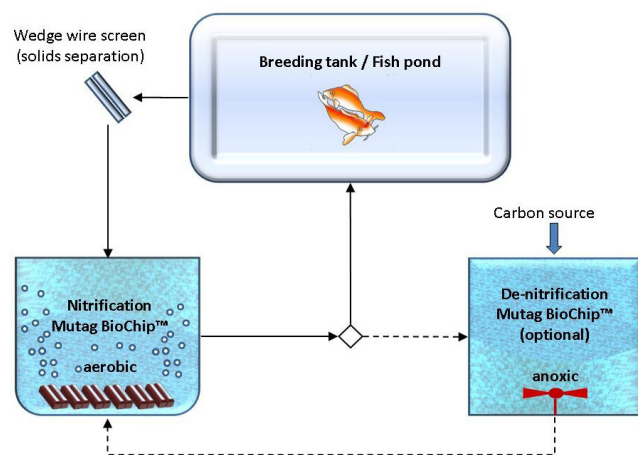 Wedge wire screen
(solids separation)
Breeding tank / Fish pond
Carbon source
Nitrification
Mutag BioChip™
aerobic
De-nitrification
Mutag BioChip™
(optional)
anoxic